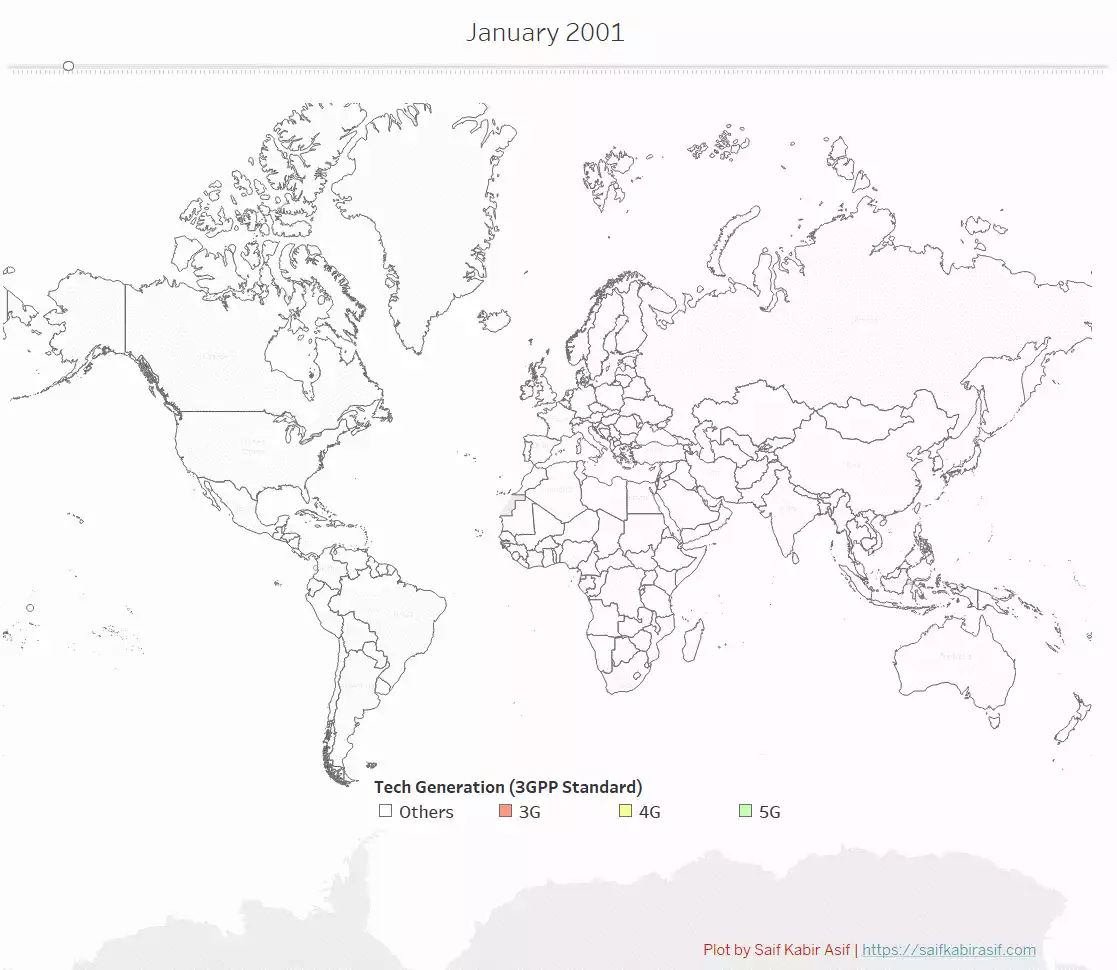 January 2001
Tech Generation (3GPP Standard)
Others 3G 4G 5G
Plot by Saif Kabir Asif | https://saifkabirasif.com